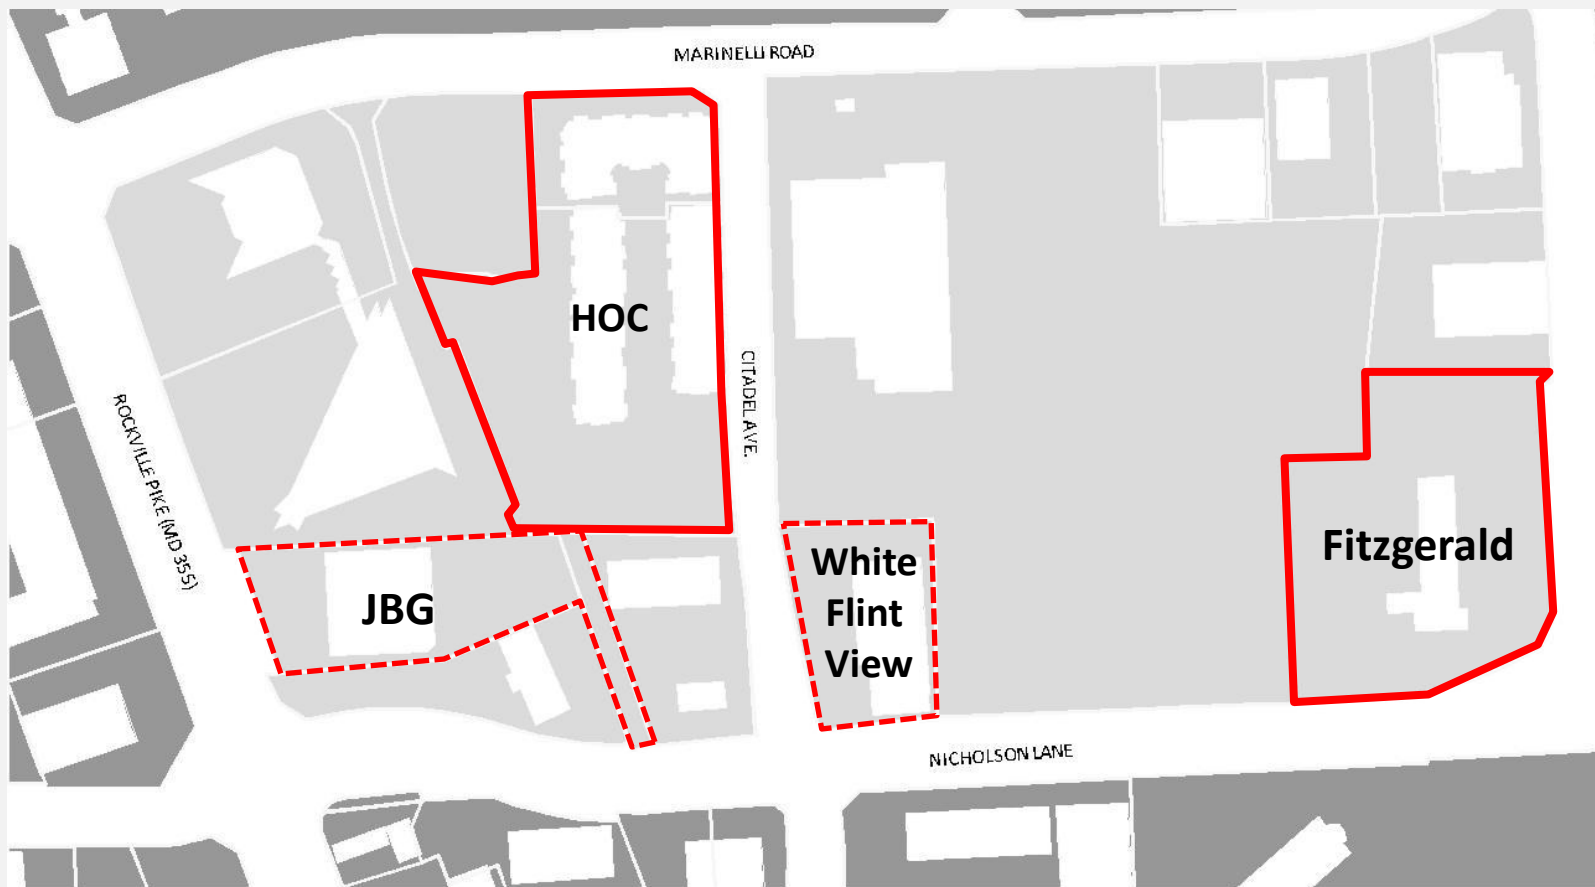 MARINELLI ROAD
HOC
CITADEL AVE.
ROCKVILLE PIKE (MD 355)
Fitzgerald
White
Flint
View
JBG
NICHOLSON LANE